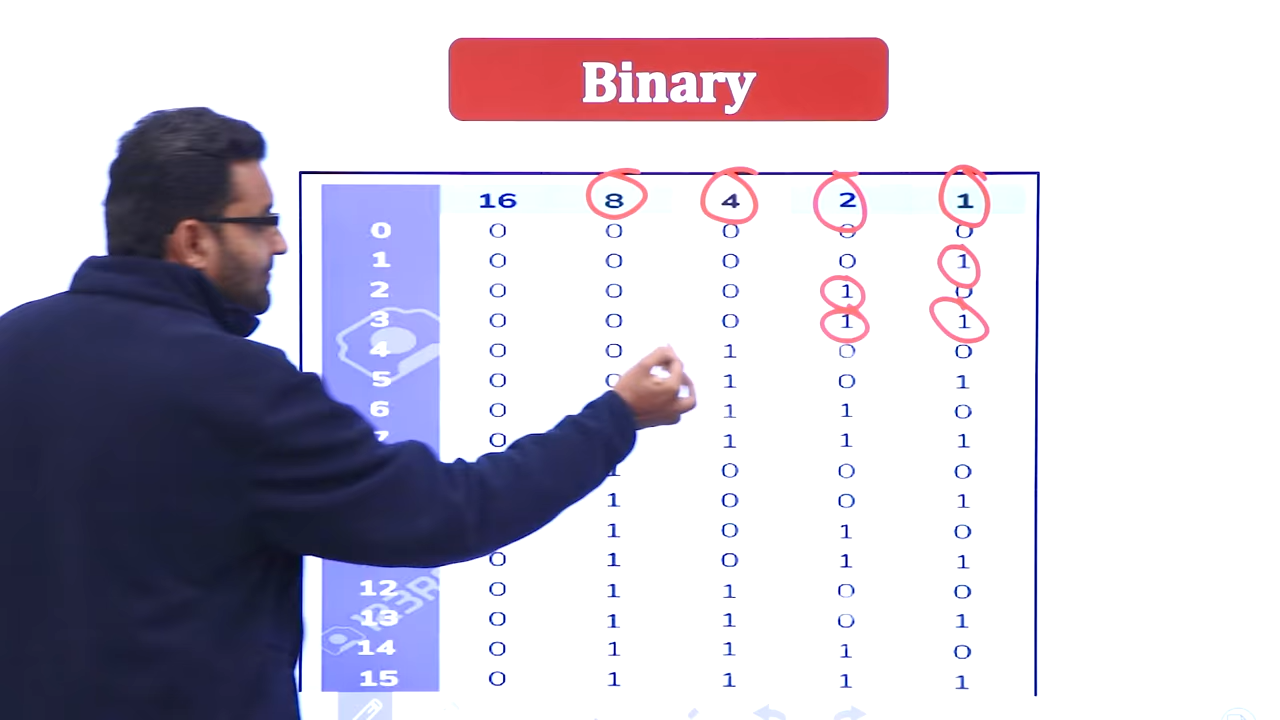 Binary
16 8 4 2 1
0 0 0 0 0 0
1 0 0 0 0 1
2 0 0 0 1 0
3 0 0 0 1 1
4 0 0 1 0 0
5 0 0 1 0 1
6 0 1 1 0
7 0 1 1 1
1 0 0 0
1 0 0 1
1 0 1 0
0 1 0 1 1
12 0 1 1 0 0
13 0 1 1 0 1
14 0 1 1 1 0
15 0 1 1 1 1